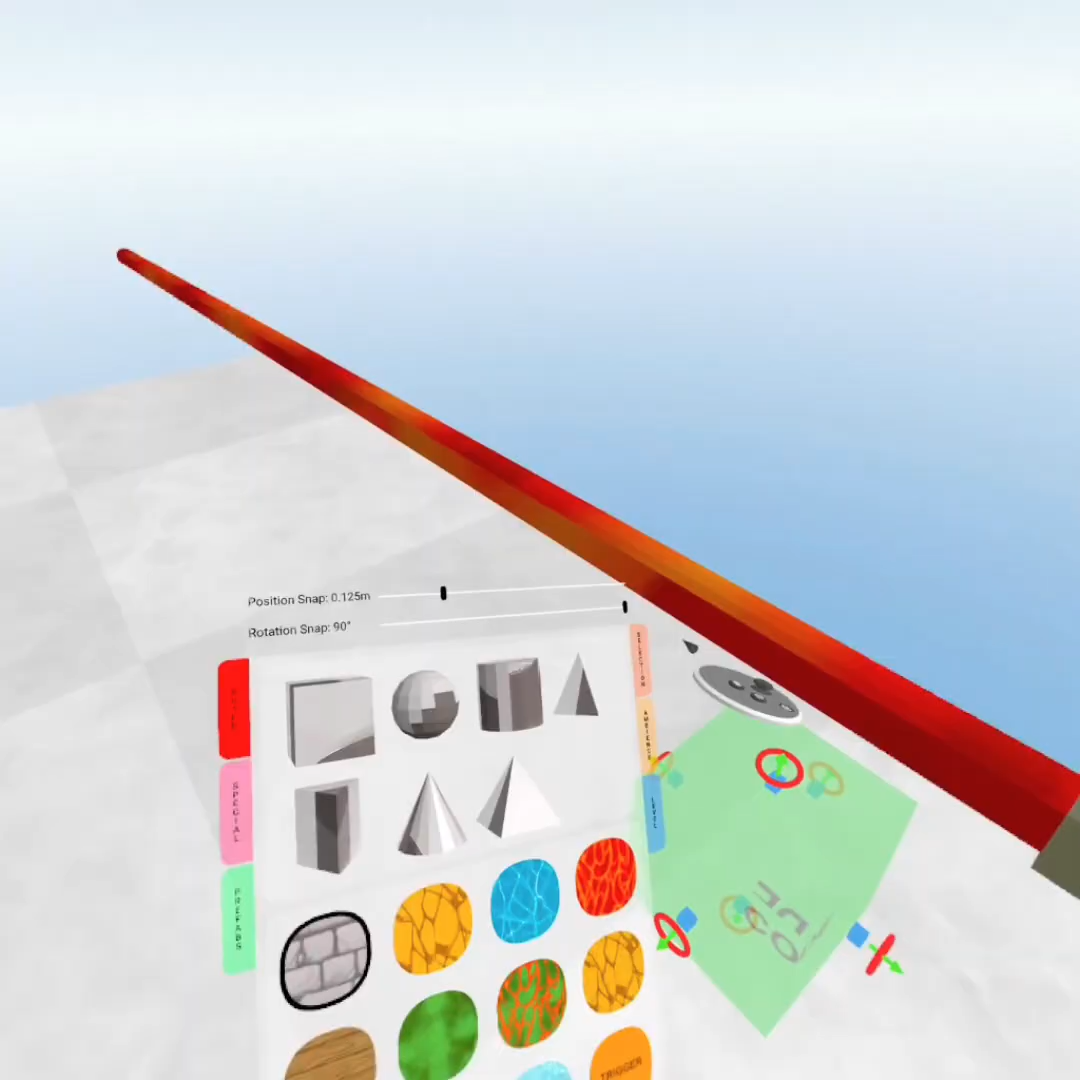 Position Snap: 0.125m
Rotation Snap: 90°
SELECTION
AMBIENCE
SPECIAL
LEVEL
PREFABS
TRIGGER